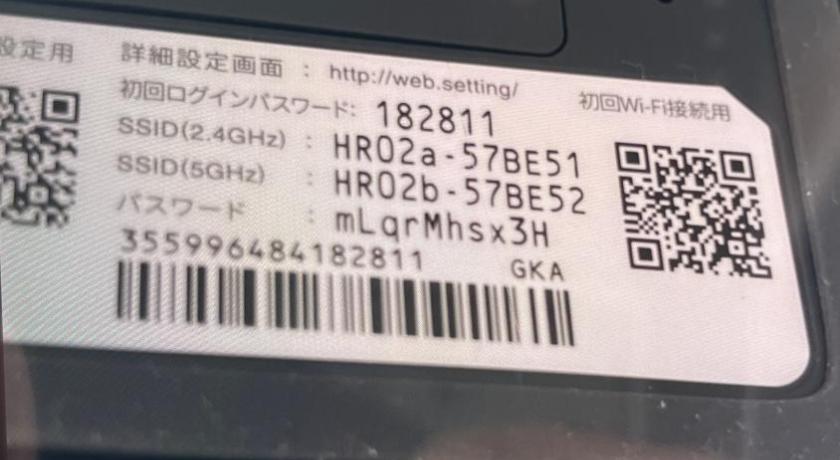 設定用
詳細設定画面 : http://web.setting/
初回Wi-Fi接続用
初回ログインパスワード: 182811
SSID(2.4GHz) : HR02a-57BE51
SSID(5GHz) : HR02b-57BE52
パスワード : mLqrMhsx3H
355996484182811 GKA